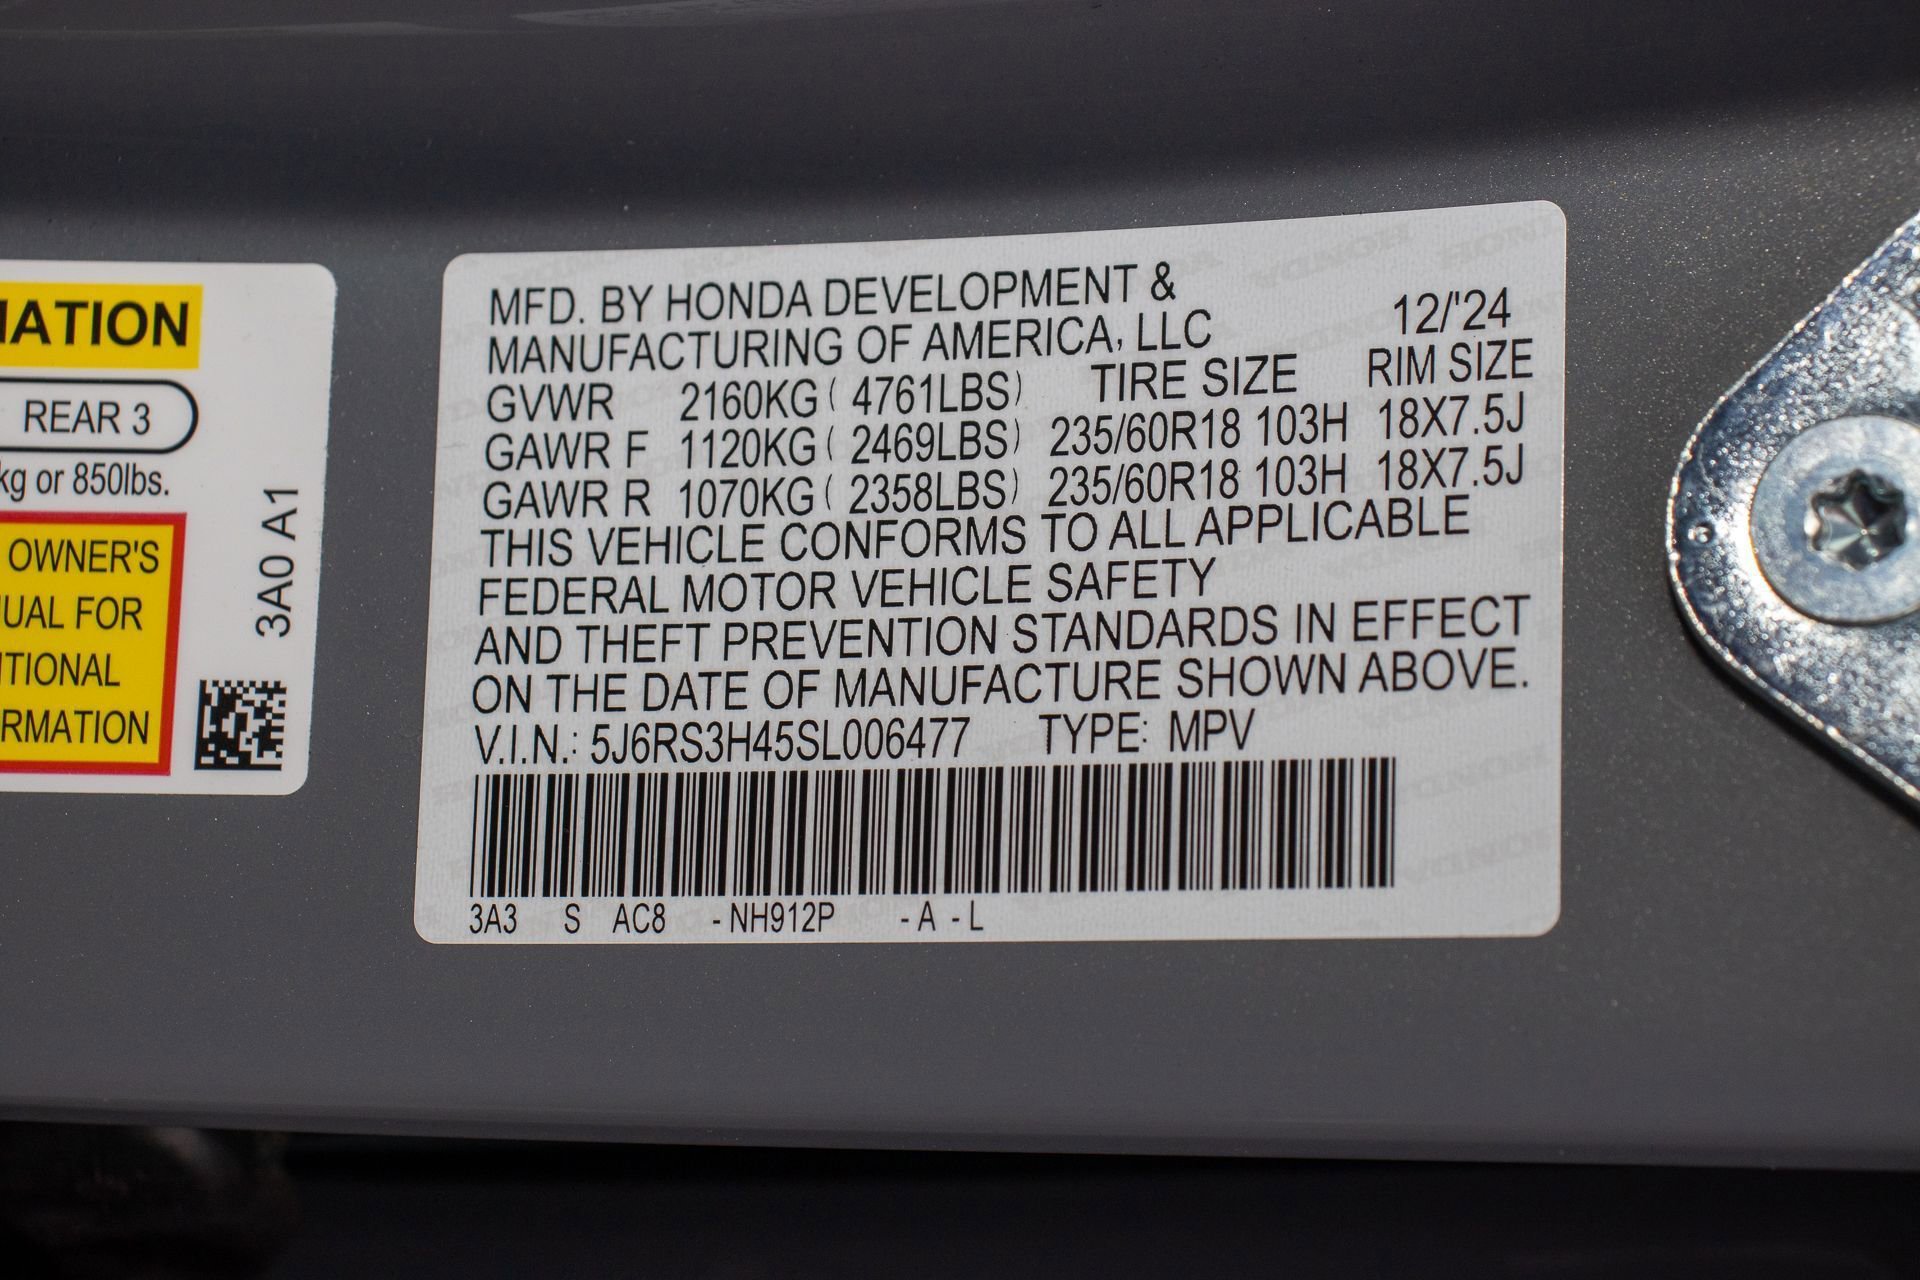 MATION
REAR 3
kg or 850lbs.
OWNER'S
UAL FOR
ITIONAL
RMATION
3A0 A1
MFD. BY HONDA DEVELOPMENT &
MANUFACTURING OF AMERICA, LLC 12/'24
GVWR 2160KG ( 4761LBS) TIRE SIZE RIM SIZE
GAWR F 1120KG ( 2469LBS) 235/60R18 103H 18X7.5J
GAWR R 1070KG ( 2358LBS) 235/60R18 103H 18X7.5J
THIS VEHICLE CONFORMS TO ALL APPLICABLE
FEDERAL MOTOR VEHICLE SAFETY
AND THEFT PREVENTION STANDARDS IN EFFECT
ON THE DATE OF MANUFACTURE SHOWN ABOVE.
V.I.N.: 5J6RS3H45SL006477 TYPE: MPV
3A3 S AC8 - NH912P - A - L